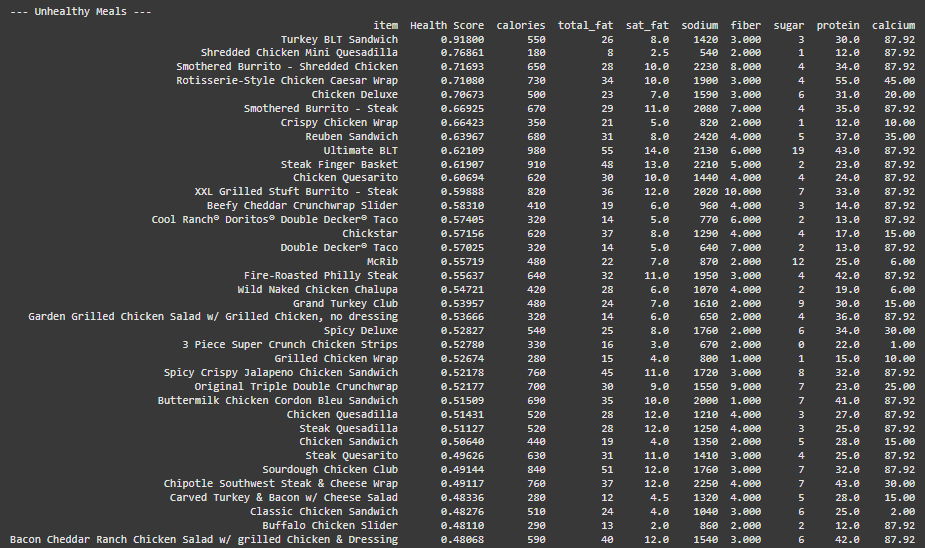 --- Unhealthy Meals ---
item Health Score calories total_fat sat_fat sodium fiber sugar protein calcium
Turkey BLT Sandwich 0.91800 550 26 8.0 1420 3.000 3 30.0 87.92
Shredded Chicken Mini Quesadilla 0.76861 180 8 2.5 540 2.000 1 12.0 87.92
Smothered Burrito - Shredded Chicken 0.71693 650 28 10.0 2230 8.000 4 34.0 87.92
Rotisserie-Style Chicken Caesar Wrap 0.71080 730 34 10.0 1900 3.000 4 55.0 45.00
Chicken Deluxe 0.70673 500 23 7.0 1590 3.000 6 31.0 20.00
Smothered Burrito - Steak 0.66925 670 29 11.0 2080 7.000 4 35.0 87.92
Crispy Chicken Wrap 0.66423 350 21 5.0 820 2.000 1 12.0 10.00
Reuben Sandwich 0.63967 680 31 8.0 2420 4.000 5 37.0 35.00
Ultimate BLT 0.62109 980 55 14.0 2130 6.000 19 43.0 87.92
Steak Finger Basket 0.61907 910 48 13.0 2210 5.000 2 23.0 87.92
Chicken Quesarito 0.60694 620 30 10.0 1440 4.000 4 24.0 87.92
XXL Grilled Stuft Burrito - Steak 0.59888 820 36 12.0 2020 10.000 7 33.0 87.92
Beefy Cheddar Crunchwrap Slider 0.58310 410 19 6.0 960 4.000 3 14.0 87.92
Cool Ranch® Doritos® Double Decker® Taco 0.57405 320 14 5.0 770 6.000 2 13.0 87.92
Chickstar 0.57156 620 37 8.0 1290 4.000 4 17.0 15.00
Double Decker® Taco 0.57025 320 14 5.0 640 7.000 2 13.0 87.92
McRib 0.55719 480 22 7.0 870 2.000 12 25.0 6.00
Fire-Roasted Philly Steak 0.55637 640 32 11.0 1950 3.000 4 42.0 87.92
Wild Naked Chicken Chalupa 0.54721 420 28 6.0 1070 4.000 2 19.0 6.00
Grand Turkey Club 0.53957 480 24 7.0 1610 2.000 9 30.0 15.00
Garden Grilled Chicken Salad w/ Grilled Chicken, no dressing 0.53666 320 14 6.0 650 2.000 4 36.0 87.92
Spicy Deluxe 0.52827 540 25 8.0 1760 2.000 6 34.0 30.00
3 Piece Super Crunch Chicken Strips 0.52780 330 16 3.0 670 2.000 0 22.0 1.00
Grilled Chicken Wrap 0.52674 280 15 4.0 800 1.000 1 15.0 10.00
Spicy Crispy Jalapeno Chicken Sandwich 0.52178 760 45 11.0 1720 3.000 8 32.0 87.92
Original Triple Double Crunchwrap 0.52177 700 30 9.0 1550 9.000 7 23.0 25.00
Buttermilk Chicken Cordon Bleu Sandwich 0.51509 690 35 10.0 2000 1.000 7 41.0 87.92
Chicken Quesadilla 0.51431 520 28 12.0 1210 4.000 3 27.0 87.92
Steak Quesadilla 0.51127 520 28 12.0 1250 4.000 3 25.0 87.92
Chicken Sandwich 0.50640 440 19 4.0 1350 2.000 5 28.0 15.00
Steak Quesarito 0.49626 630 31 11.0 1410 3.000 4 25.0 87.92
Sourdough Chicken Club 0.49144 840 51 12.0 1760 3.000 7 32.0 87.92
Chipotle Southwest Steak & Cheese Wrap 0.49117 760 37 12.0 2250 4.000 7 43.0 30.00
Carved Turkey & Bacon w/ Cheese Salad 0.48336 280 12 4.5 1320 4.000 5 28.0 15.00
Classic Chicken Sandwich 0.48276 510 24 4.0 1040 3.000 6 25.0 2.00
Buffalo Chicken Slider 0.48110 290 13 2.0 860 2.000 2 12.0 87.92
Bacon Cheddar Ranch Chicken Salad w/ grilled Chicken & Dressing 0.48068 590 40 12.0 1540 3.000 6 42.0 87.92